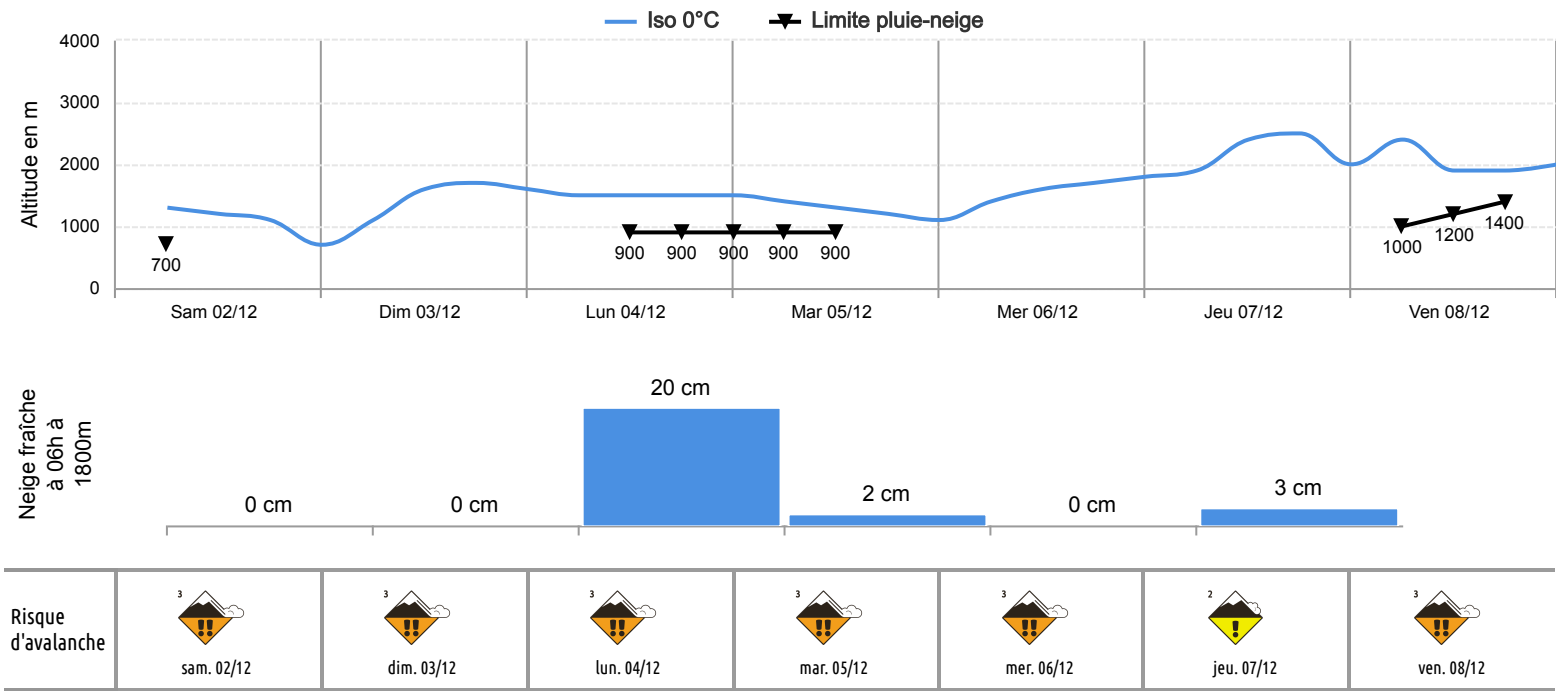 Iso 0°C Limite pluie-neige
4000
3000
2000
1000
0
Altitude en m
700
900 900 900 900 900
1000 1200 1400
Sam 02/12 Dim 03/12 Lun 04/12 Mar 05/12 Mer 06/12 Jeu 07/12 Ven 08/12
Neige fraîche
à 06h à
1800m
0 cm 0 cm 20 cm 2 cm 0 cm 3 cm
Risque
d'avalanche
3 3 3 3 3 2 3
!! !! !! !! !! ! !!
sam. 02/12 dim. 03/12 lun. 04/12 mar. 05/12 mer. 06/12 jeu. 07/12 ven. 08/12